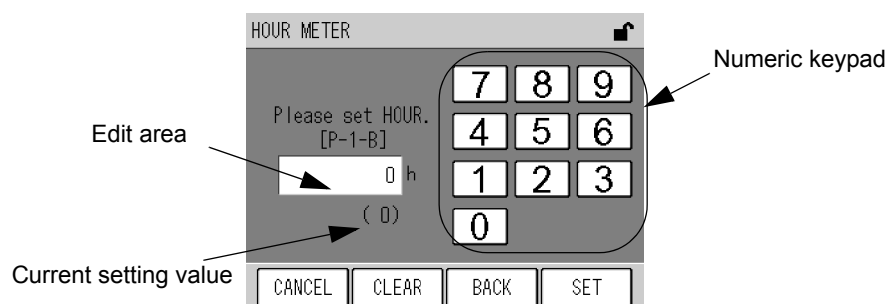 HOUR METER
Numeric keypad
7 8 9
Please set HOUR.
[P-1-B]
4 5 6
Edit area
0 h
1 2 3
( 0)
0
Current setting value
CANCEL CLEAR BACK SET